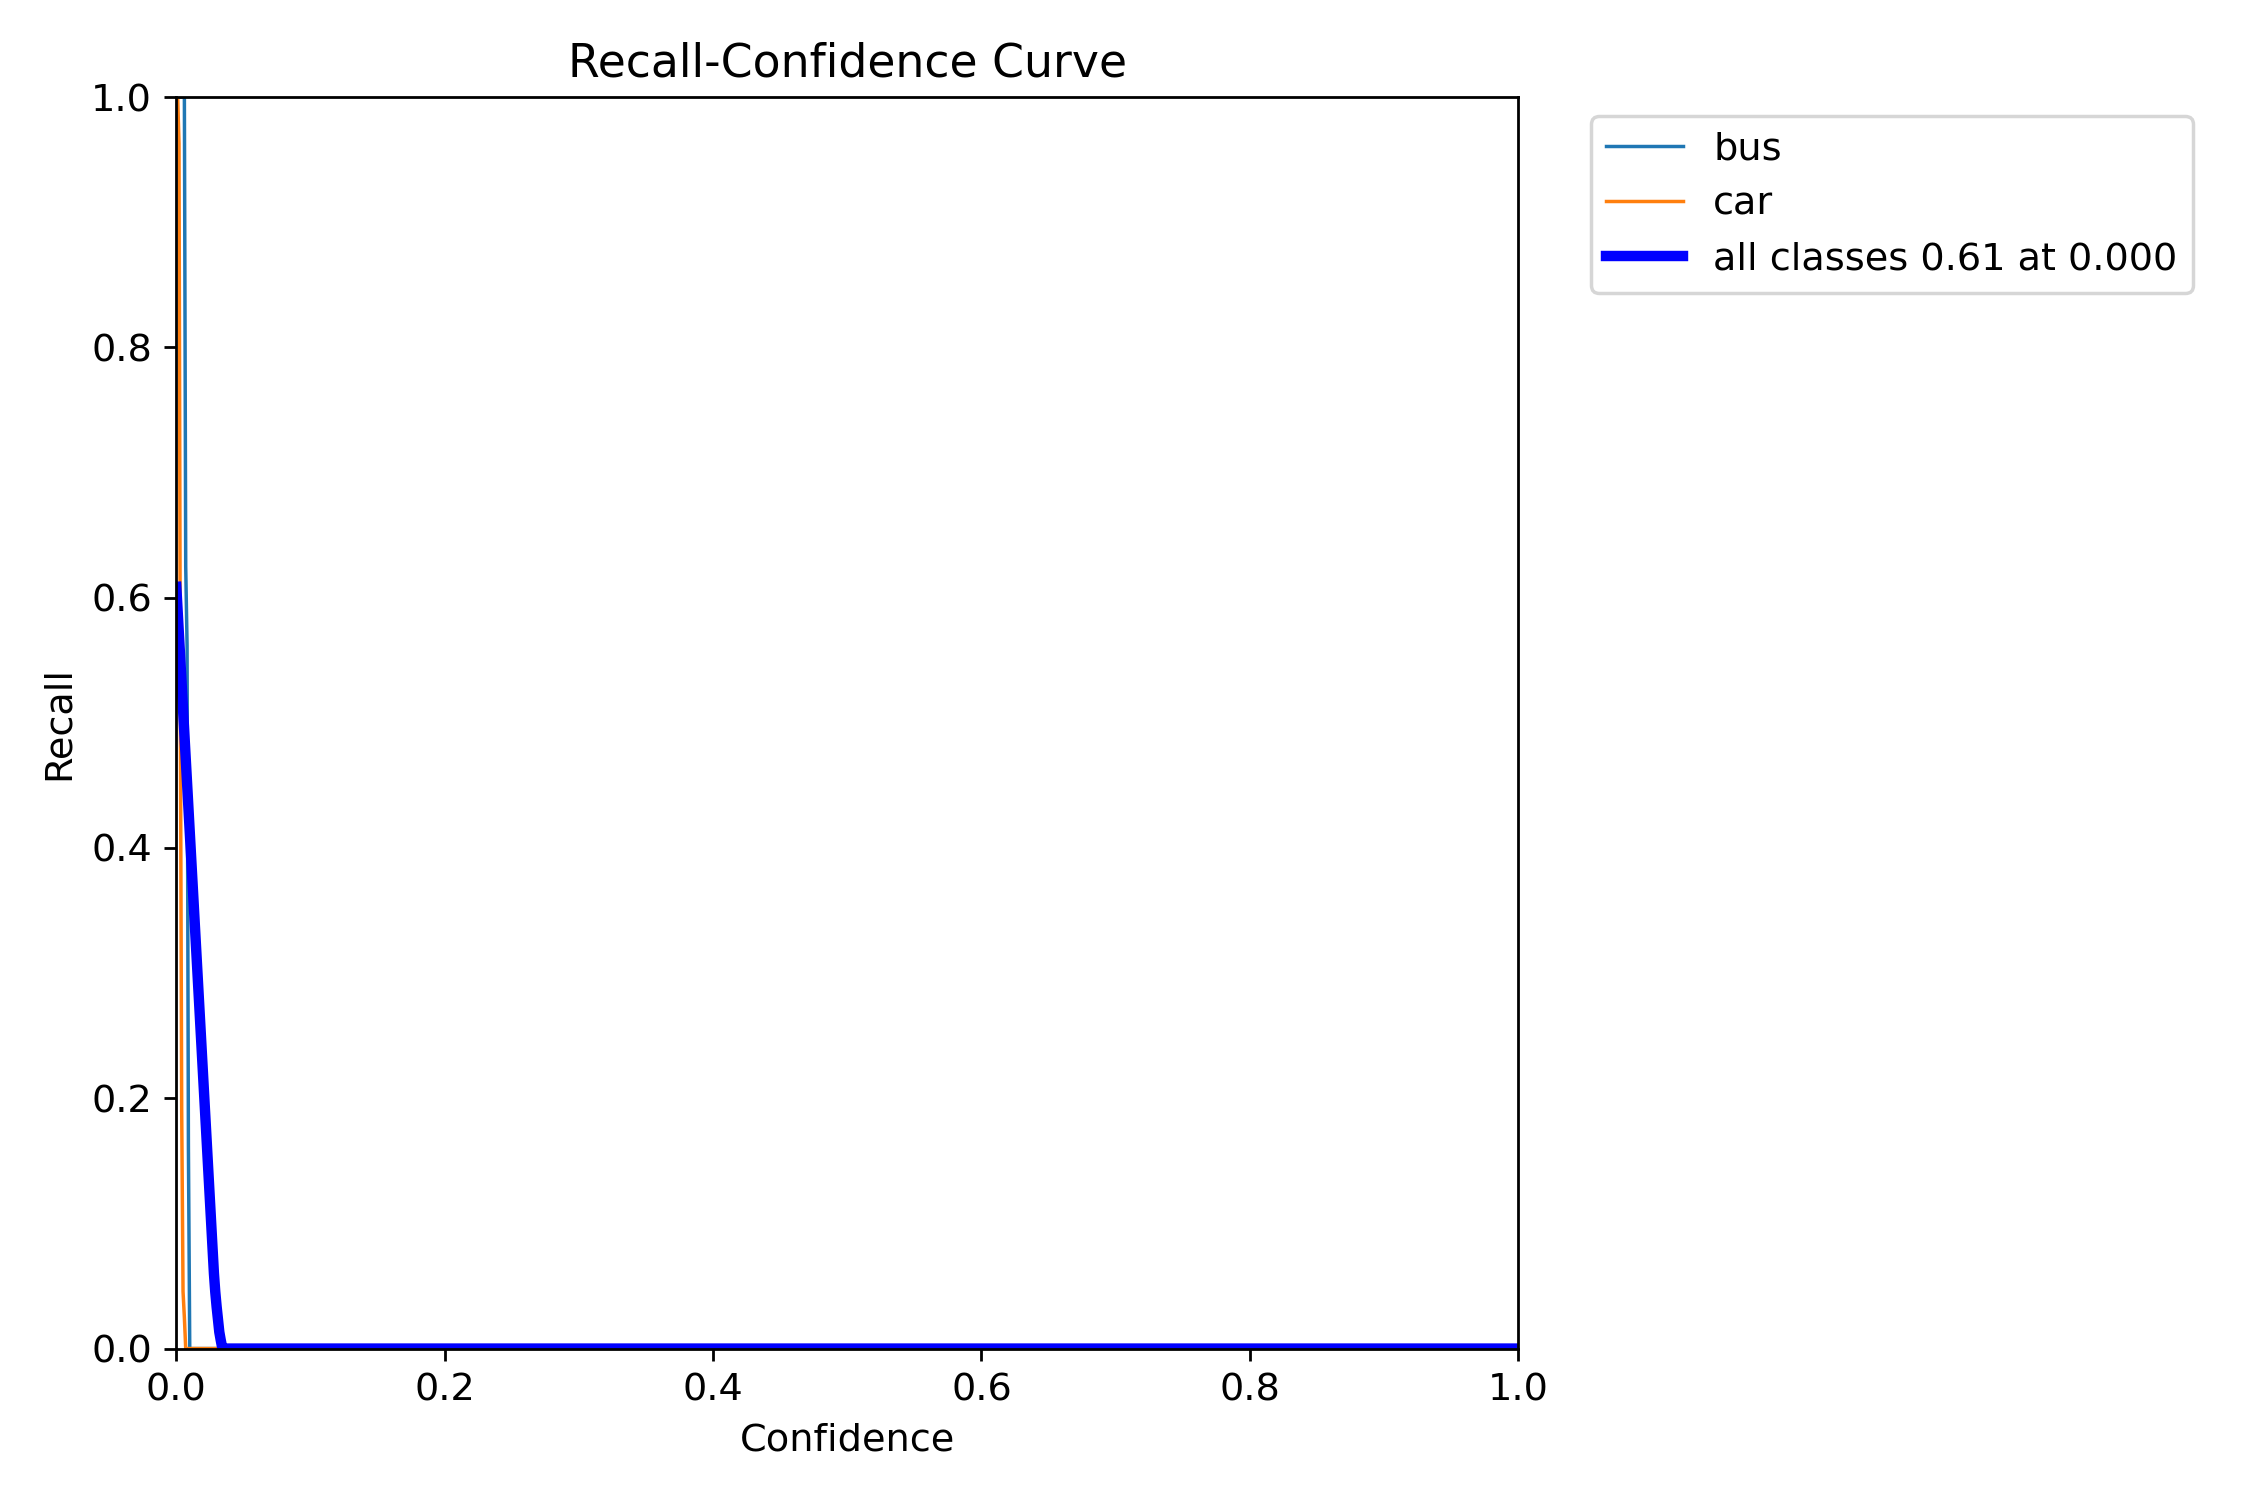 Recall-Confidence Curve
1.0
0.8
0.6
0.4
0.2
0.0
Recall
0.0 0.2 0.4 0.6 0.8 1.0
Confidence
bus
car
all classes 0.61 at 0.000